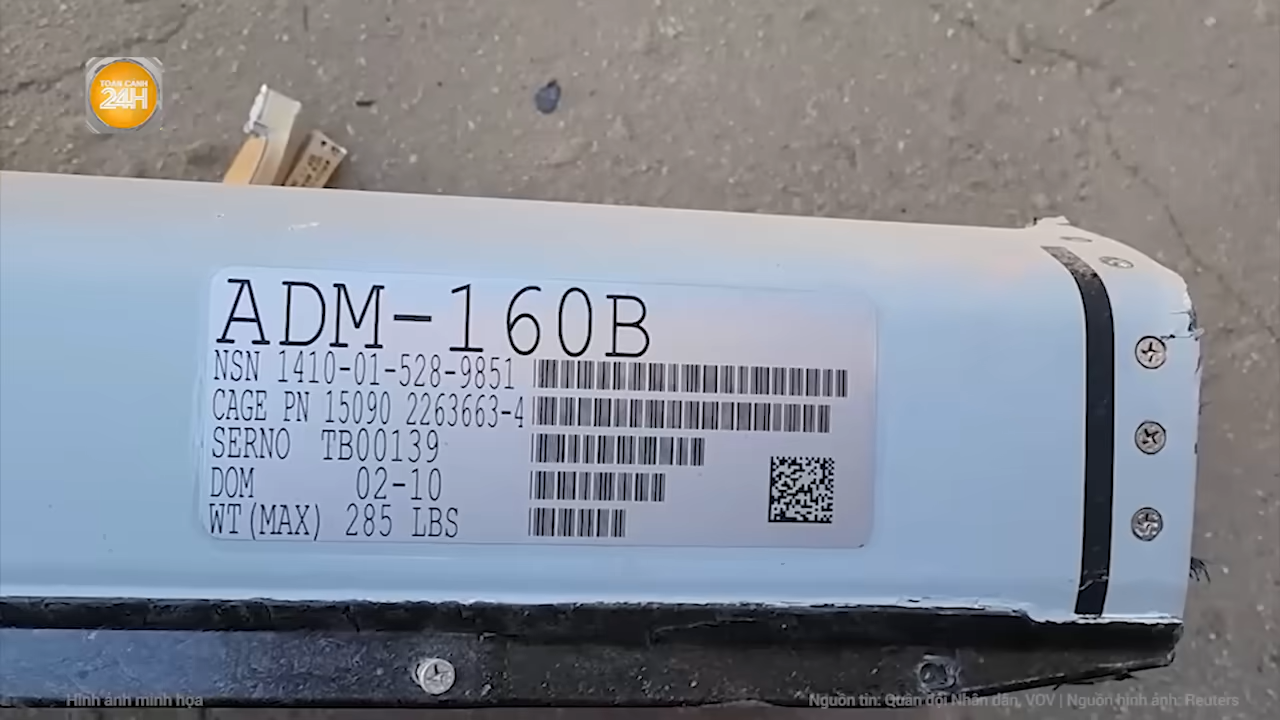 TOÀN CẢNH
24H
ADM-160B
NSN 1410-01-528-9851
CAGE PN 15090 2263663-4
SERNO TB00139
DOM 02-10
WT(MAX) 285 LBS
Hình ảnh minh họa
Nguồn tin: Quân đội Nhân dân, VOV | Nguồn hình ảnh: Reuters